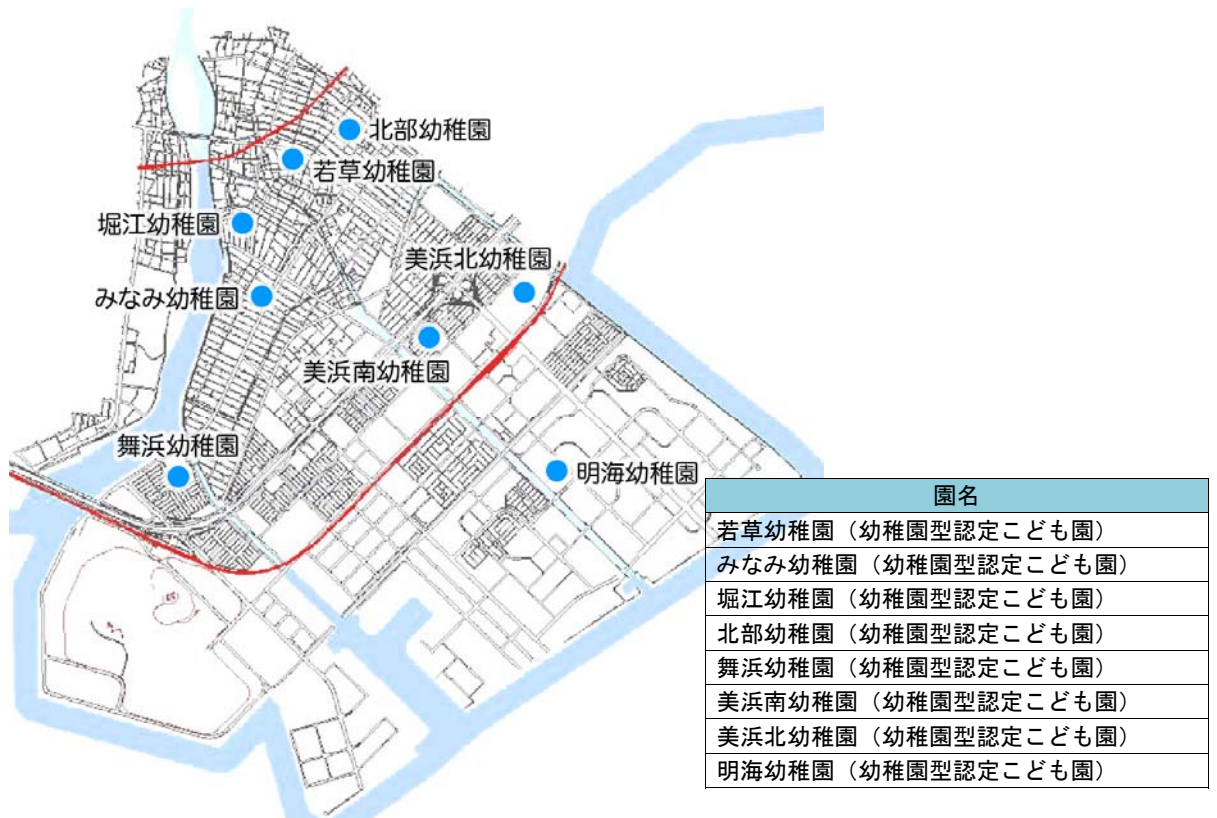 北部幼稚園
若草幼稚園
堀江幼稚園
美浜北幼稚園
みなみ幼稚園
美浜南幼稚園
舞浜幼稚園
明海幼稚園
園名
若草幼稚園（幼稚園型認定こども園）
みなみ幼稚園（幼稚園型認定こども園）
堀江幼稚園（幼稚園型認定こども園）
北部幼稚園（幼稚園型認定こども園）
舞浜幼稚園（幼稚園型認定こども園）
美浜南幼稚園（幼稚園型認定こども園）
美浜北幼稚園（幼稚園型認定こども園）
明海幼稚園（幼稚園型認定こども園）